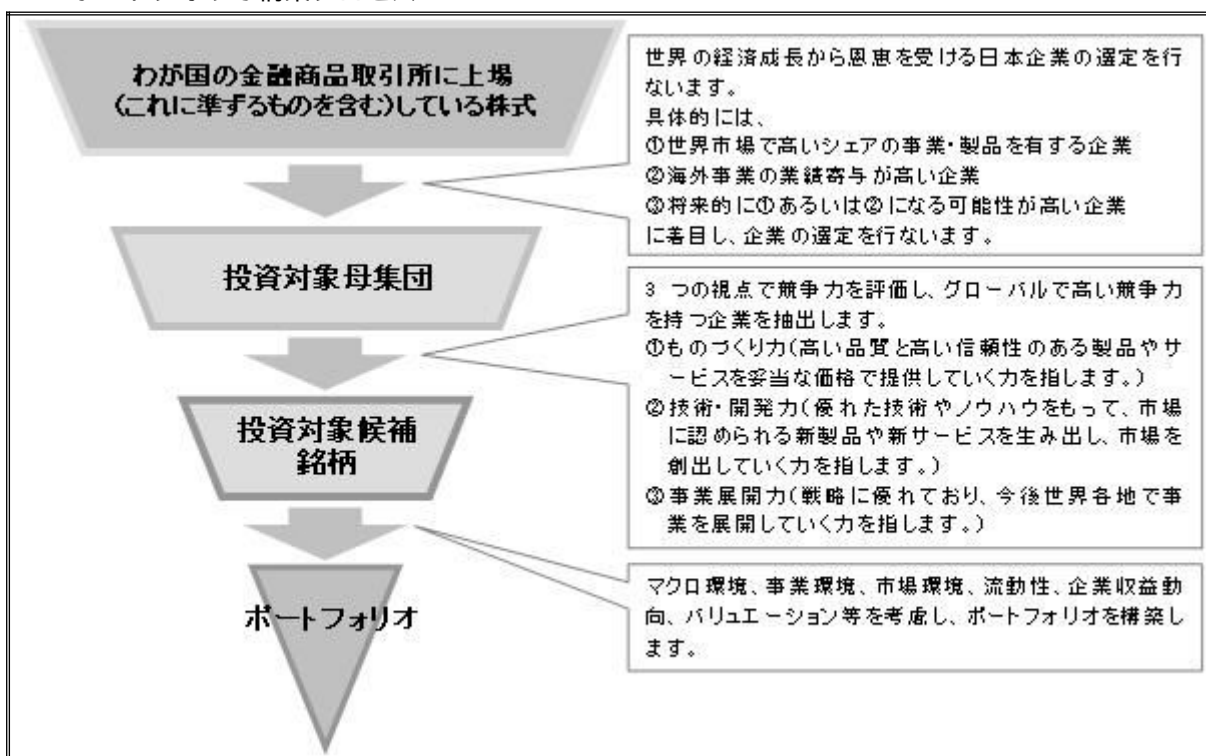 わが国の金融商品取引所に上場
（これに準ずるものを含む）している株式
世界の経済成長から恩恵を受ける日本企業の選定を行
ないます。
具体的には、
①世界市場で高いシェアの事業・製品を有する企業
②海外事業の業績寄与が高い企業
③将来的に①あるいは②になる可能性が高い企業
に着目し、企業の選定を行ないます。
投資対象母集団
3 つの視点で競争力を評価し、グローバルで高い競争力
を持つ企業を抽出します。
①ものづくり力（高い品質と高い信頼性のある製品やサ
ービスを妥当な価格で提供していく力を指します。）
②技術・開発力（優れた技術やノウハウをもって、市場
に認められる新製品や新サービスを生み出し、市場を
創出していく力を指します。）
③事業展開力（戦略に優れており、今後世界各地で事
業を展開していく力を指します。）
投資対象候補
銘柄
マクロ環境、事業環境、市場環境、流動性、企業収益動
向、バリュエーション等を考慮し、ポートフォリオを構築し
ます。
ポートフォリオ